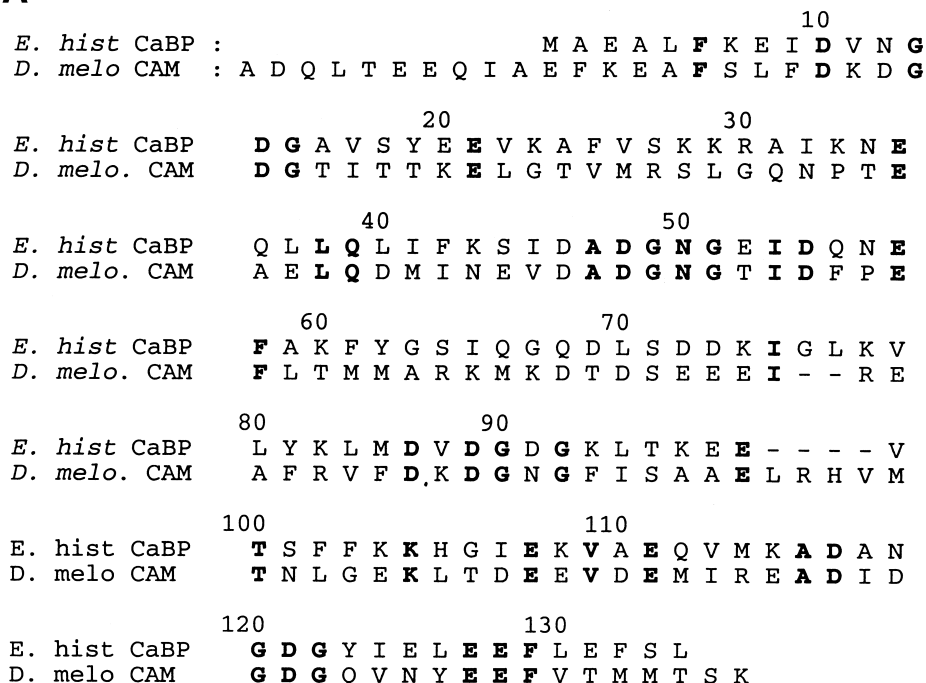 10
E. hist CaBP : M A E A L F K E I D V N G
D. melo CAM : A D Q L T E E Q I A E F K E A F S L F D K D G
20 30
E. hist CaBP D G A V S Y E E V K A F V S K K R A I K N E
D. melo. CAM D G T I T T K E L G T V M R S L G Q N P T E
40 50
E. hist CaBP Q L L Q L I F K S I D A D G N G E I D Q N E
D. melo. CAM A E L Q D M I N E V D A D G N G T I D F P E
60 70
E. hist CaBP F A K F Y G S I Q G Q D L S D D K I G L K V
D. melo. CAM F L T M M A R K M K D T D S E E E I - - R E
80 90
E. hist CaBP L Y K L M D V D G D G K L T K E E - - - - V
D. melo. CAM A F R V F D K D G N G F I S A A E L R H V M
100 110
E. hist CaBP T S F F K K H G I E K V A E Q V M K A D A N
D. melo CAM T N L G E K L T D E E V D E M I R E A D I D
120 130
E. hist CaBP G D G Y I E L E E F L E F S L
D. melo CAM G D G O V N Y E E F V T M M T S K